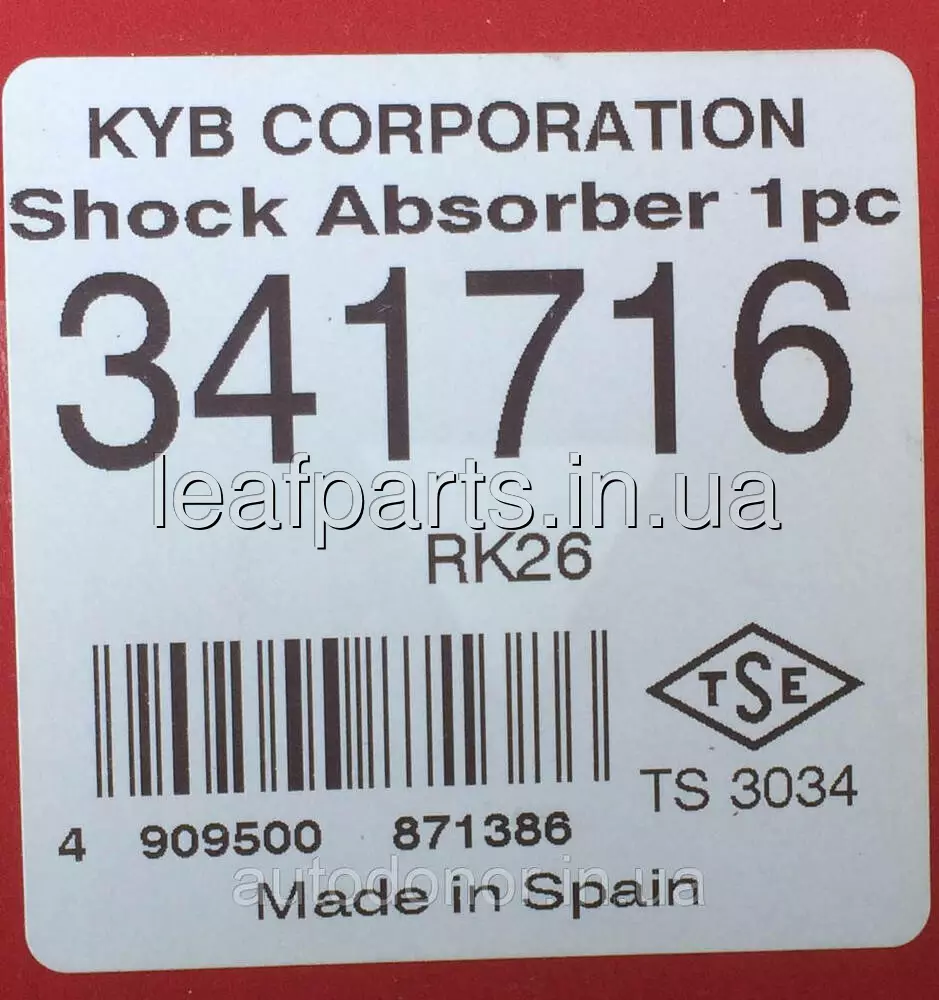 KYB CORPORATION
Shock Absorber 1pc
341716
leafparts.in.ua
RK26
TSE
TS 3034
4 909500 871386
autodonor.in.ua
Made in Spain